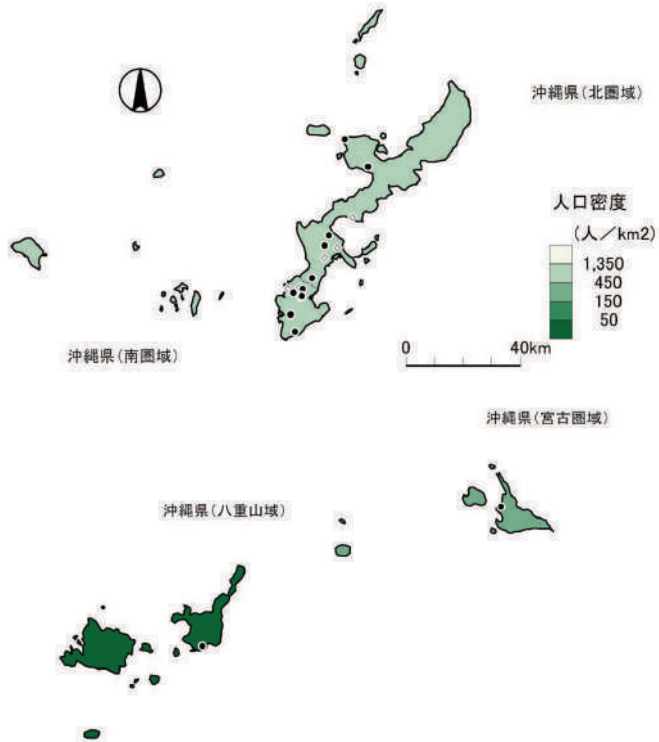 沖縄県(北圏域)
人口密度
(人/km2)
1,350
450
150
50
0 40km
沖縄県(南圏域)
沖縄県(宮古圏域)
沖縄県(八重山域)